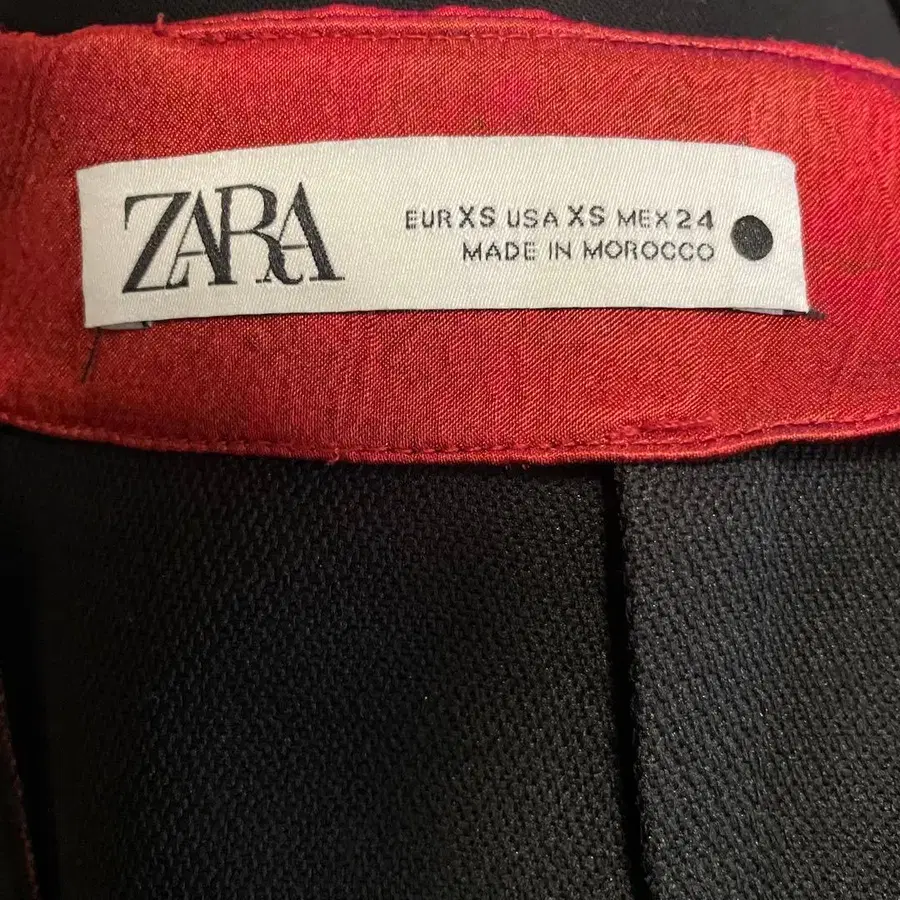 ZARA
EUR XS USA XS MEX 24
MADE IN MOROCCO